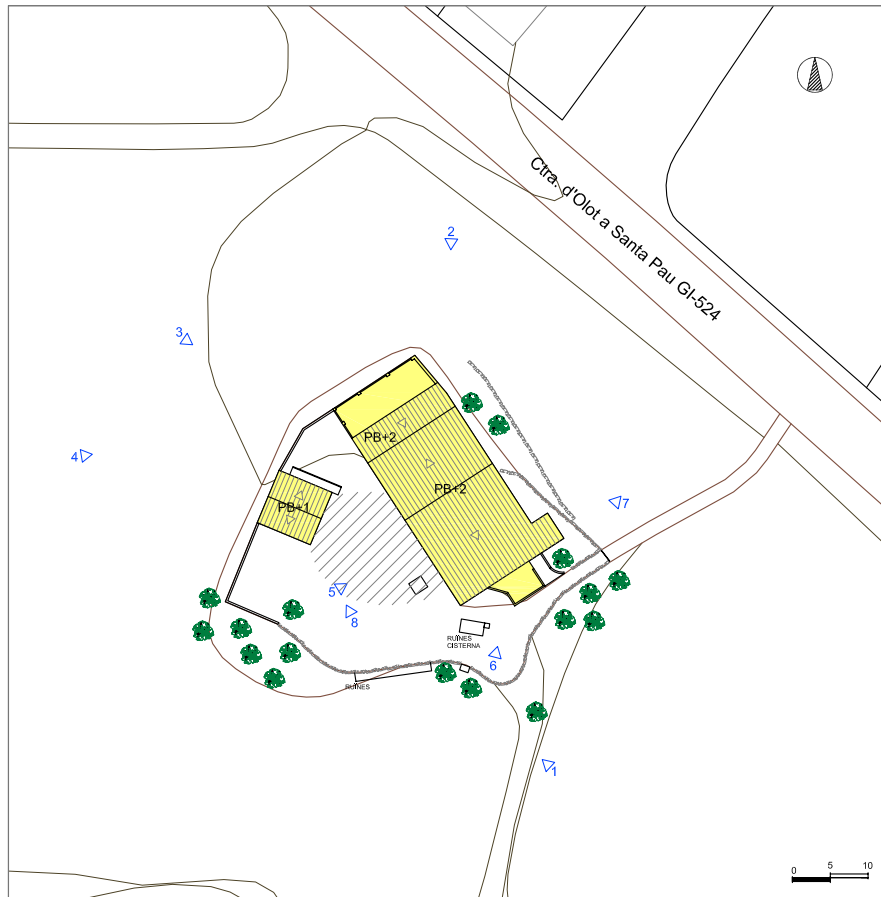 Ctra. d'Olot a Santa Pau GI-524
2
3
4
PB+2
PB+2
PB+1
7
5
8
RUÏNES
CISTERNA
6
RUÏNES
1
0 5 10